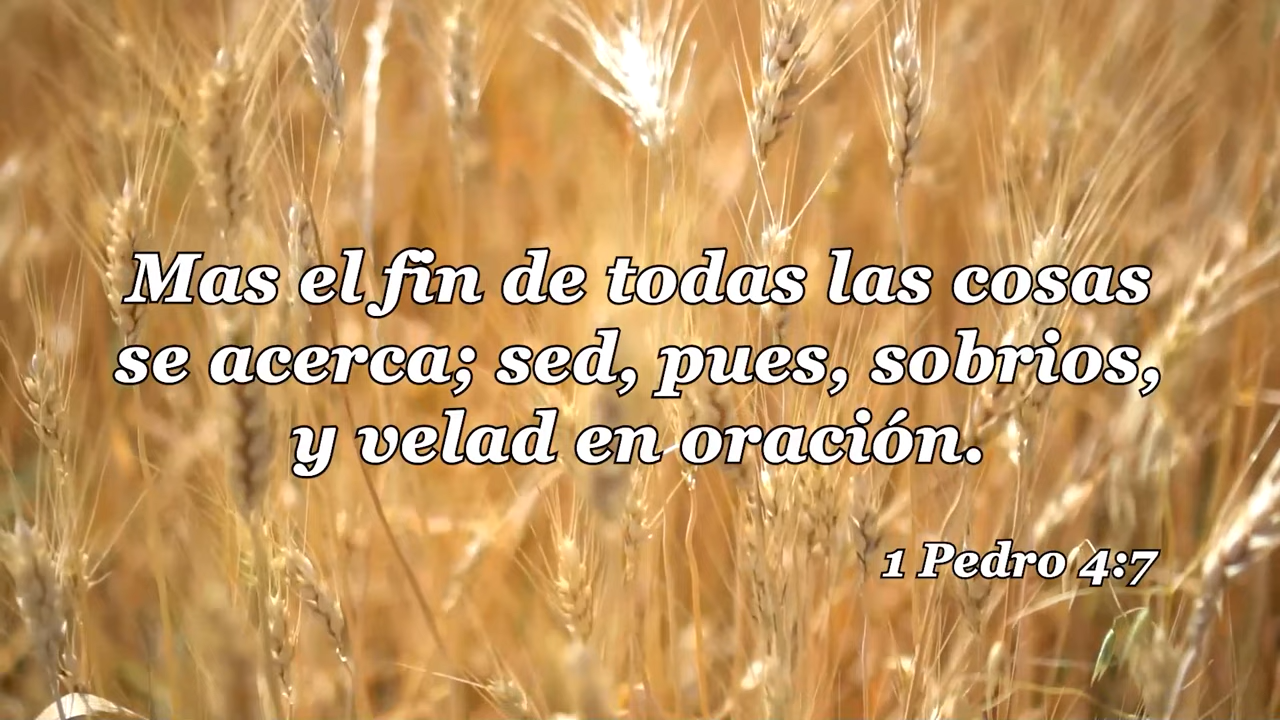 Mas el fin de todas las cosas
se acerca; sed, pues, sobrios,
y velad en oración.
1 Pedro 4:7